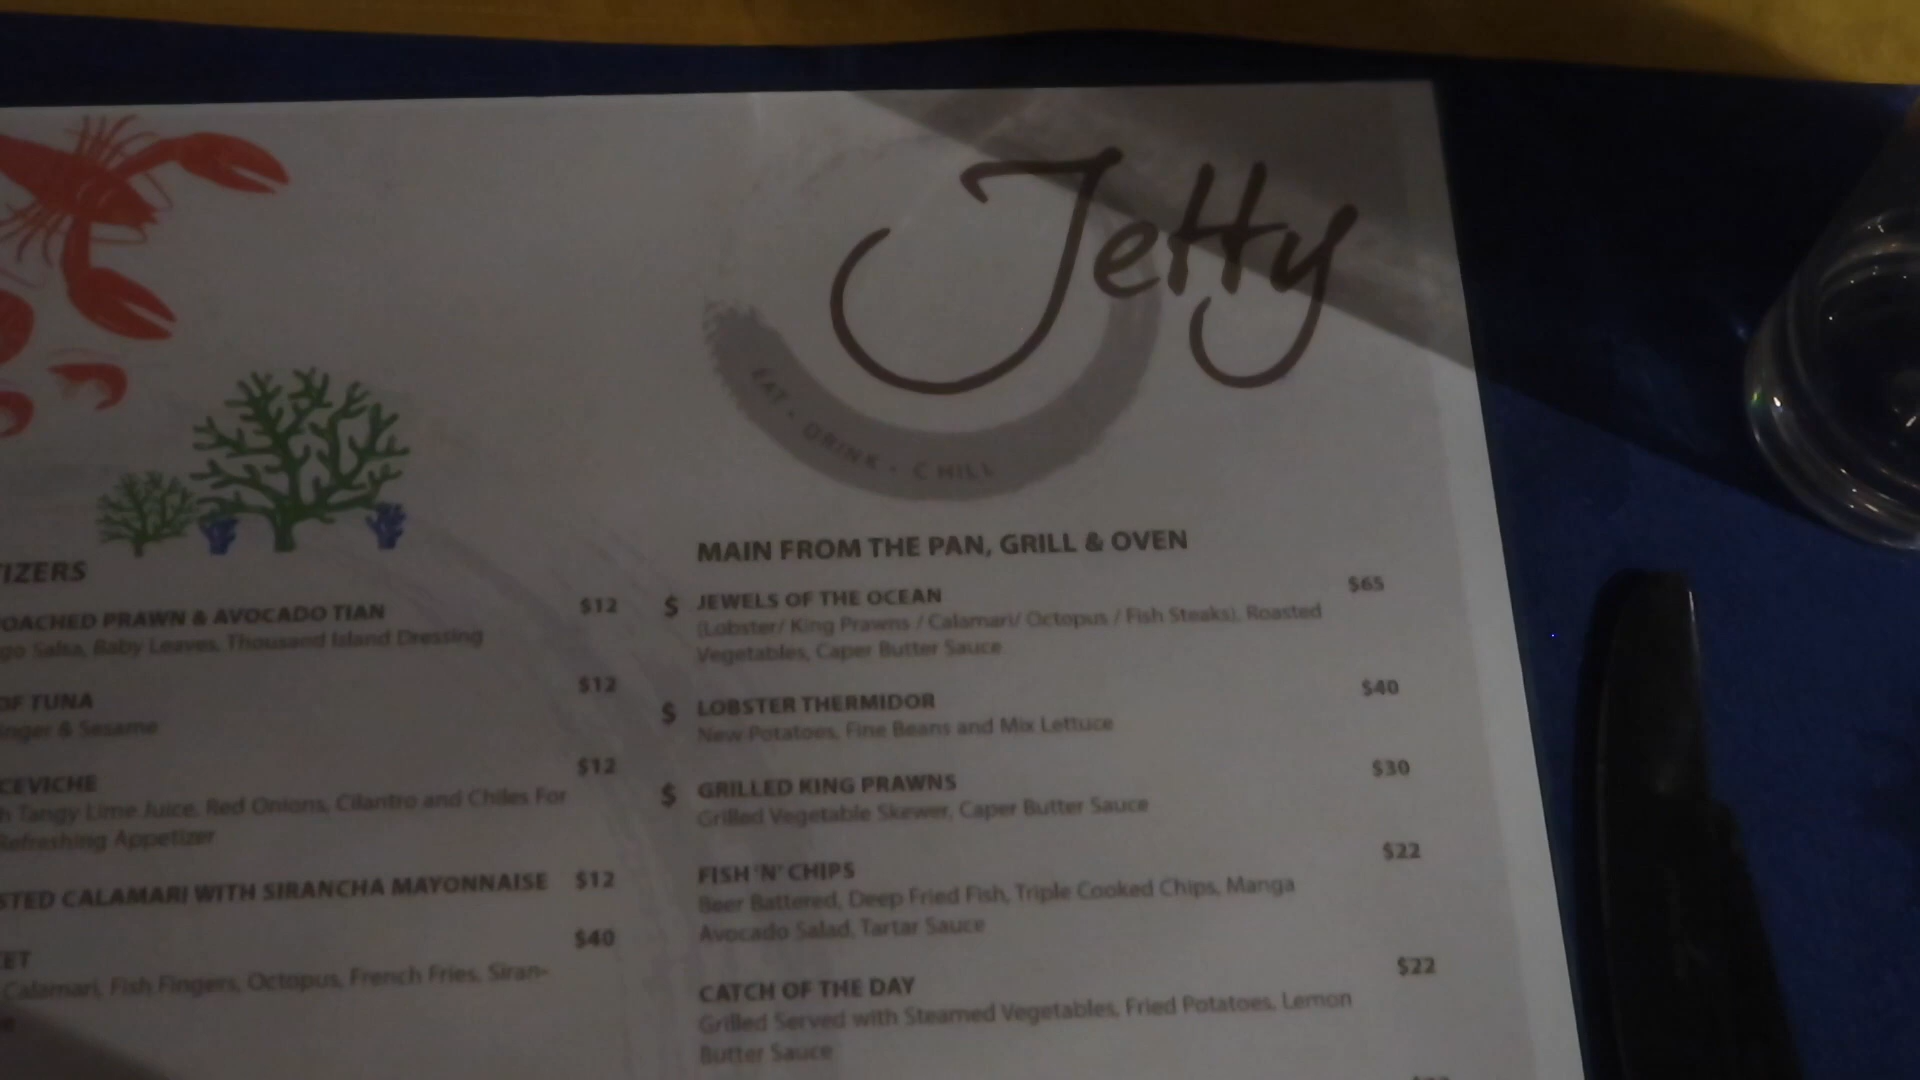 Jetty
EAT • DRINK • CHILL
TIZERS
OACHED PRAWN & AVOCADO TIAN $12
go Salsa, Baby Leaves, Thousand Island Dressing
OF TUNA $12
inger & Sesame
CEVICHE $12
h Tangy Lime Juice, Red Onions, Cilantro and Chiles For
Refreshing Appetizer
STED CALAMARI WITH SIRANCHA MAYONNAISE $12
ET $40
Calamari, Fish Fingers, Octopus, French Fries, Siran-
e
MAIN FROM THE PAN, GRILL & OVEN
$ JEWELS OF THE OCEAN $65
(Lobster/ King Prawns / Calamari/ Octopus / Fish Steaks), Roasted
Vegetables, Caper Butter Sauce
$ LOBSTER THERMIDOR $40
New Potatoes, Fine Beans and Mix Lettuce
$ GRILLED KING PRAWNS $30
Grilled Vegetable Skewer, Caper Butter Sauce
FISH 'N' CHIPS $22
Beer Battered, Deep Fried Fish, Triple Cooked Chips, Manga
Avocado Salad, Tartar Sauce
CATCH OF THE DAY $22
Grilled Served with Steamed Vegetables, Fried Potatoes, Lemon
Butter Sauce